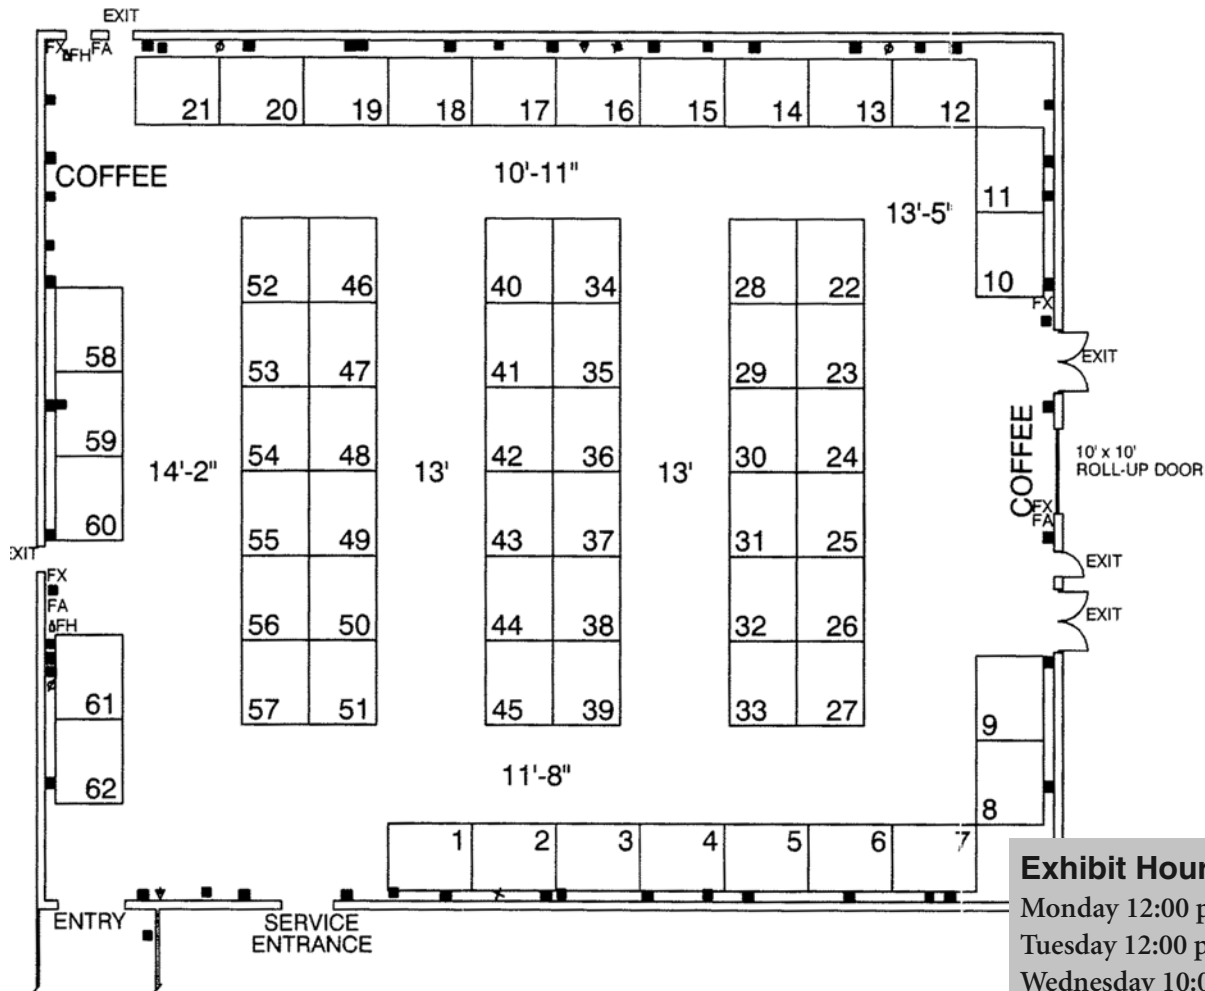 EXIT
FX
FH
FA
21 20 19 18 17 16 15 14 13 12
COFFEE
10'-11"
13'-5"
11
10
FX
52 46 40 34 28 22
58
EXIT
53 47 41 35 29 23
59
COFFEE
14'-2"
54 48
13'
42 36
13'
30 24
10' x 10'
ROLL-UP DOOR
60
FX
FA
55 49 43 37 31 25
EXIT
EXIT
FX
FA
FH
56 50 44 38 32 26
EXIT
61
57 51 45 39 33 27
9
62
11'-8"
8
1 2 3 4 5 6 7
ENTRY
SERVICE
ENTRANCE
Exhibit Hour
Monday 12:00 p
Tuesday 12:00 p
Wednesday 10:0